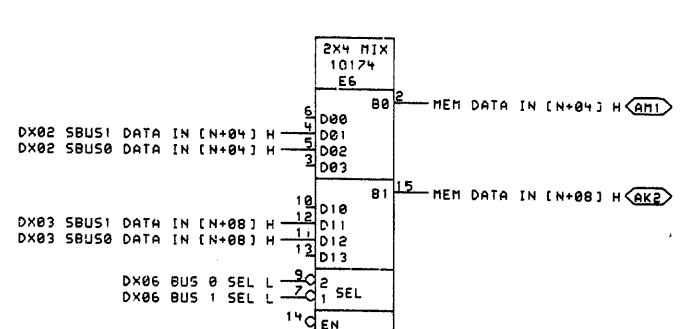 2X4 MIX
10174
E6
B0 2 MEM DATA IN [N+04] H AM1
6 D00
DX02 SBUS1 DATA IN [N+04] H 4 D01
DX02 SBUS0 DATA IN [N+04] H 5 D02
3 D03
B1 15 MEM DATA IN [N+08] H AK2
10 D10
DX03 SBUS1 DATA IN [N+08] H 12 D11
DX03 SBUS0 DATA IN [N+08] H 11 D12
13 D13
DX06 BUS 0 SEL L 9 2
DX06 BUS 1 SEL L 7 1 SEL
14 EN